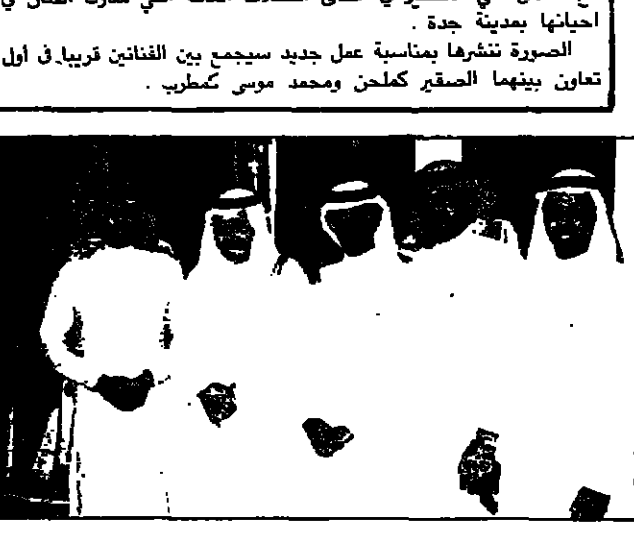 احيانها بمدينة جدة .
الصورة ننشرها بمناسبة عمل جديد سيجمع بين الفنانين قريبا في أول
تعاون بينهما الصقير كملحن ومحمد موسى كمطرب .